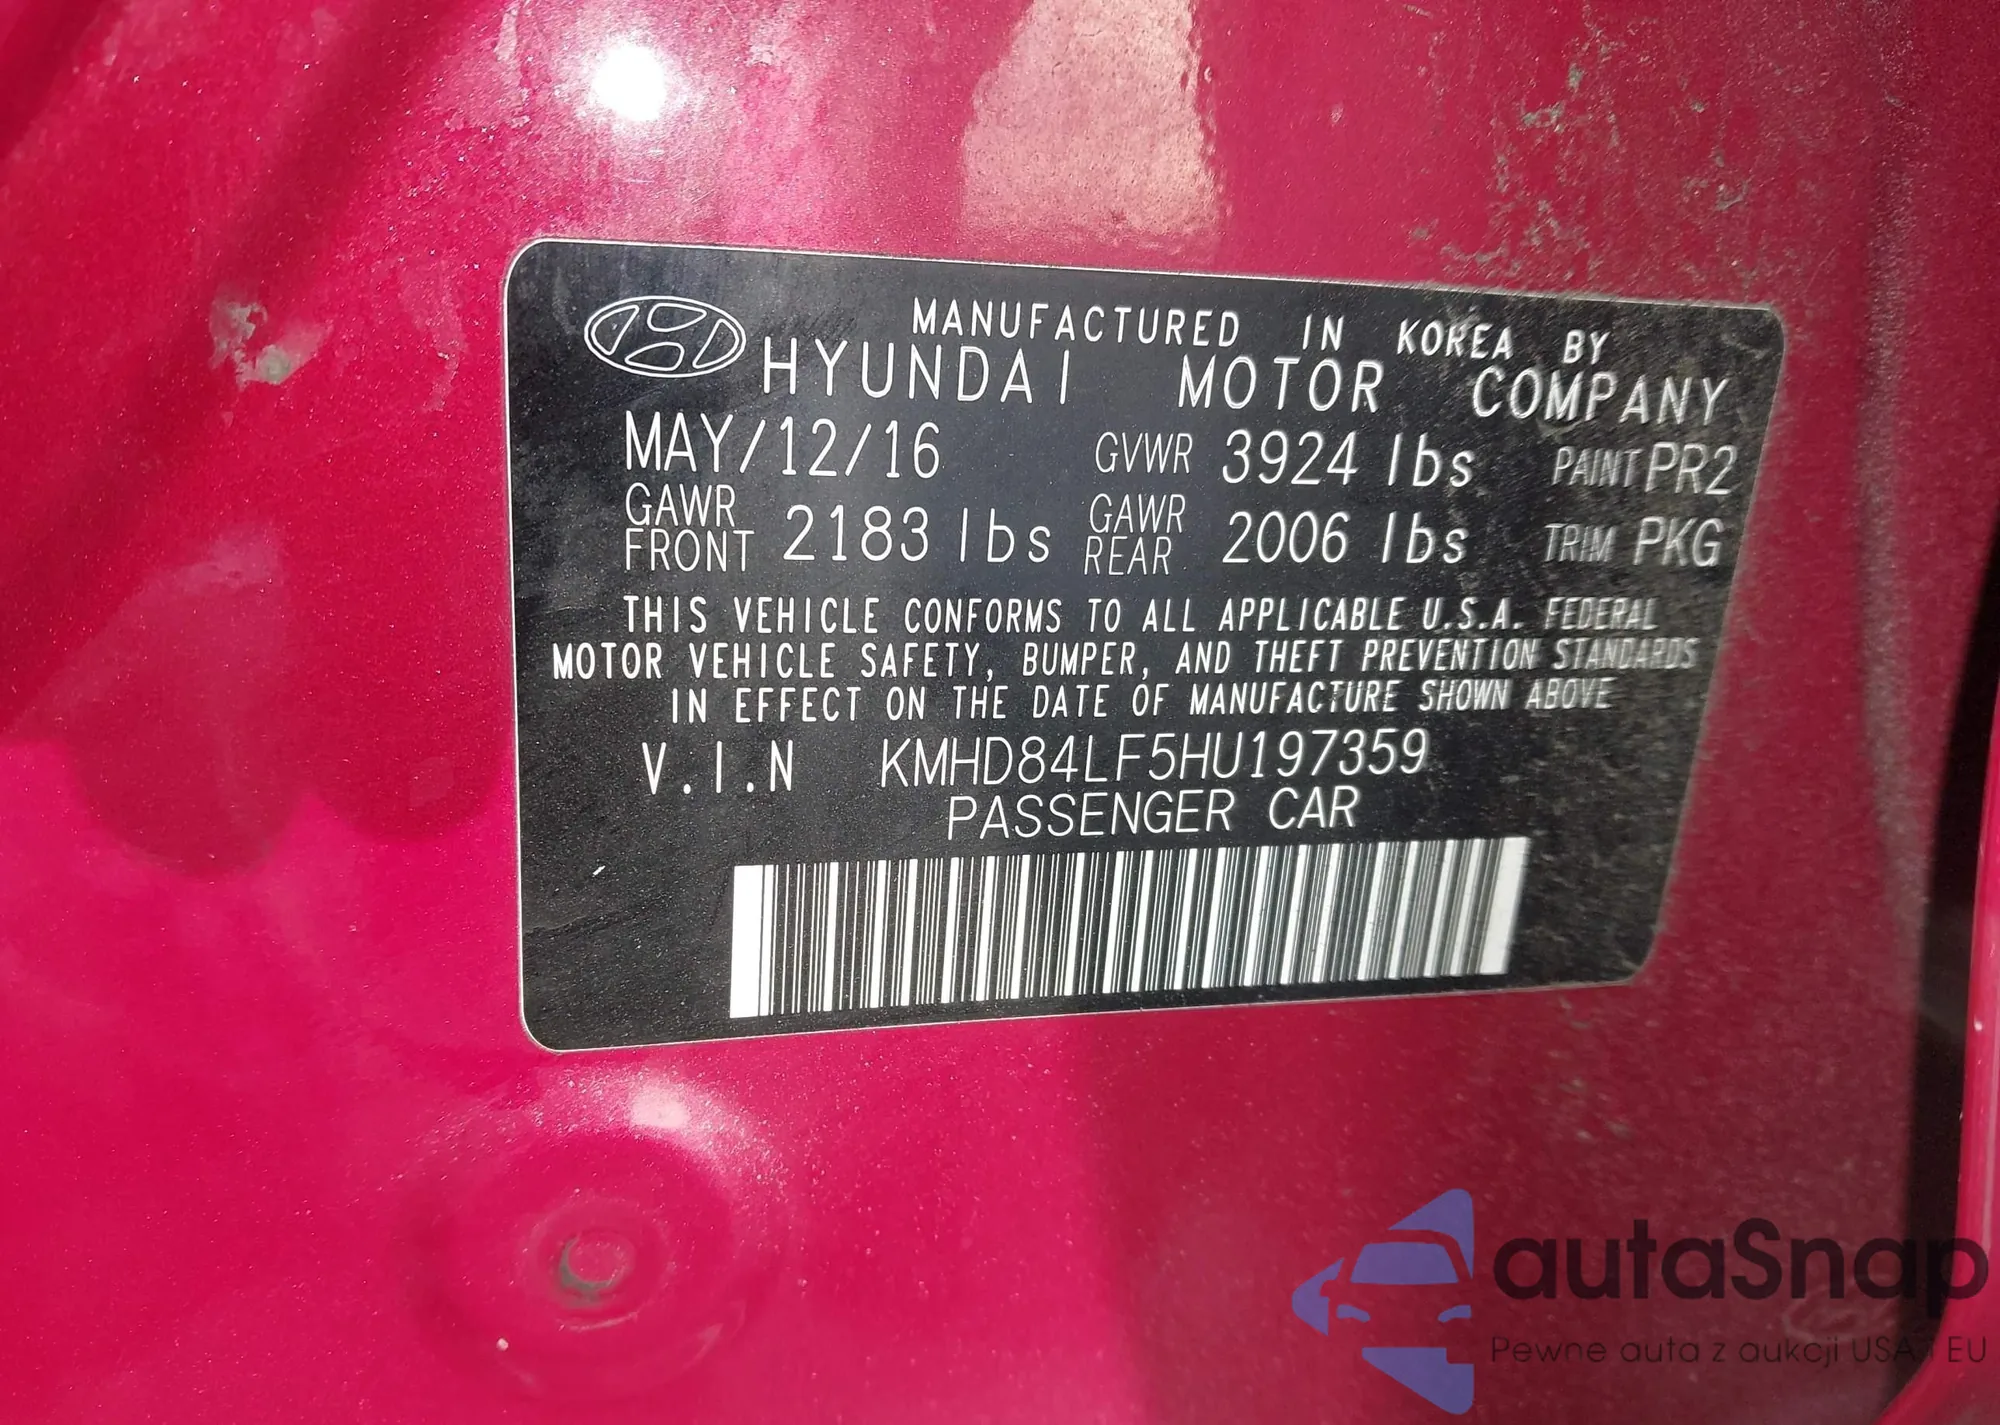 MANUFACTURED IN KOREA BY
HYUNDAI MOTOR COMPANY
MAY/12/16 GVWR 3924 lbs PAINT PR2
GAWR FRONT 2183 lbs GAWR REAR 2006 lbs TRIM PKG
THIS VEHICLE CONFORMS TO ALL APPLICABLE U.S.A. FEDERAL
MOTOR VEHICLE SAFETY, BUMPER, AND THEFT PREVENTION STANDARDS
IN EFFECT ON THE DATE OF MANUFACTURE SHOWN ABOVE
V.I.N KMHD84LF5HU197359
PASSENGER CAR
autaSnap
Pewne auta z aukcji USA i EU